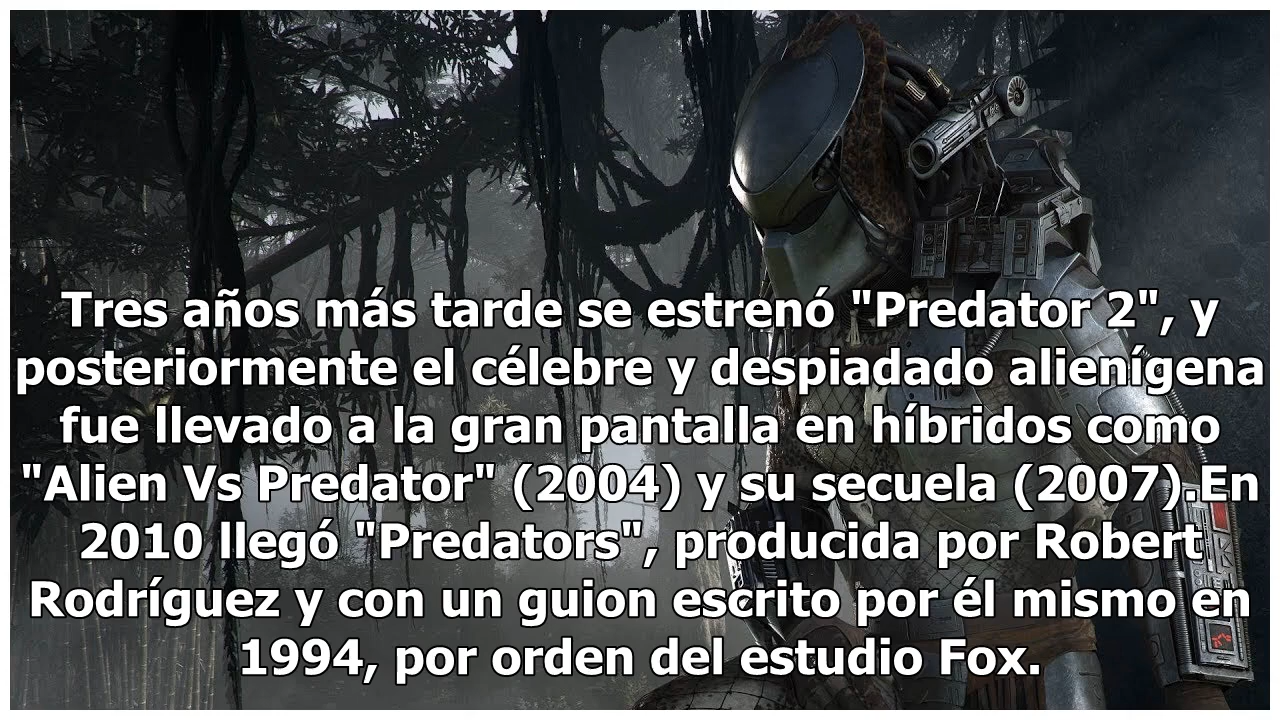 Tres años más tarde se estrenó "Predator 2", y
posteriormente el célebre y despiadado alienígena
fue llevado a la gran pantalla en híbridos como
"Alien Vs Predator" (2004) y su secuela (2007).En
2010 llegó "Predators", producida por Robert
Rodríguez y con un guion escrito por él mismo en
1994, por orden del estudio Fox.